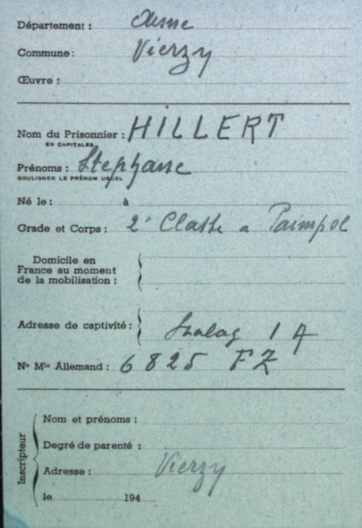 Département : Aisne
Commune : Vierzy
Œuvre :
Nom du Prisonnier : HILLERT
EN CAPITALES
Prénoms : Stephane
SOULIGNER LE PRÉNOM USUEL
Né le : à
Grade et Corps : 2e Classe a Paimpol
Domicile en
France au moment
de la mobilisation :
Adresse de captivité : Stalag I A
No Mle Allemand : 6825 FZ
Inscripteur
Nom et prénoms :
Degré de parenté :
Adresse : Vierzy
le 194